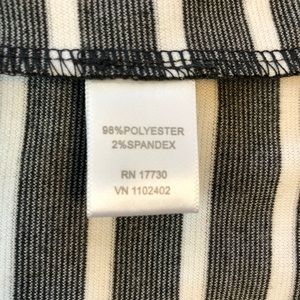 98%POLYESTER
2%SPANDEX
RN 17730
VN 1102402